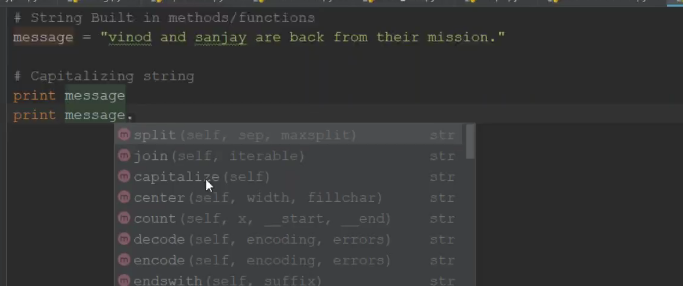 # String Built in methods/functions
message = "vinod and sanjay are back from their mission."
# Capitalizing string
print message
print message.
split(self, sep, maxsplit) str
join(self, iterable) str
capitalize(self) str
center(self, width, fillchar) str
count(self, x, __start, __end) str
decode(self, encoding, errors) str
encode(self, encoding, errors) str
endswith(self, suffix) str